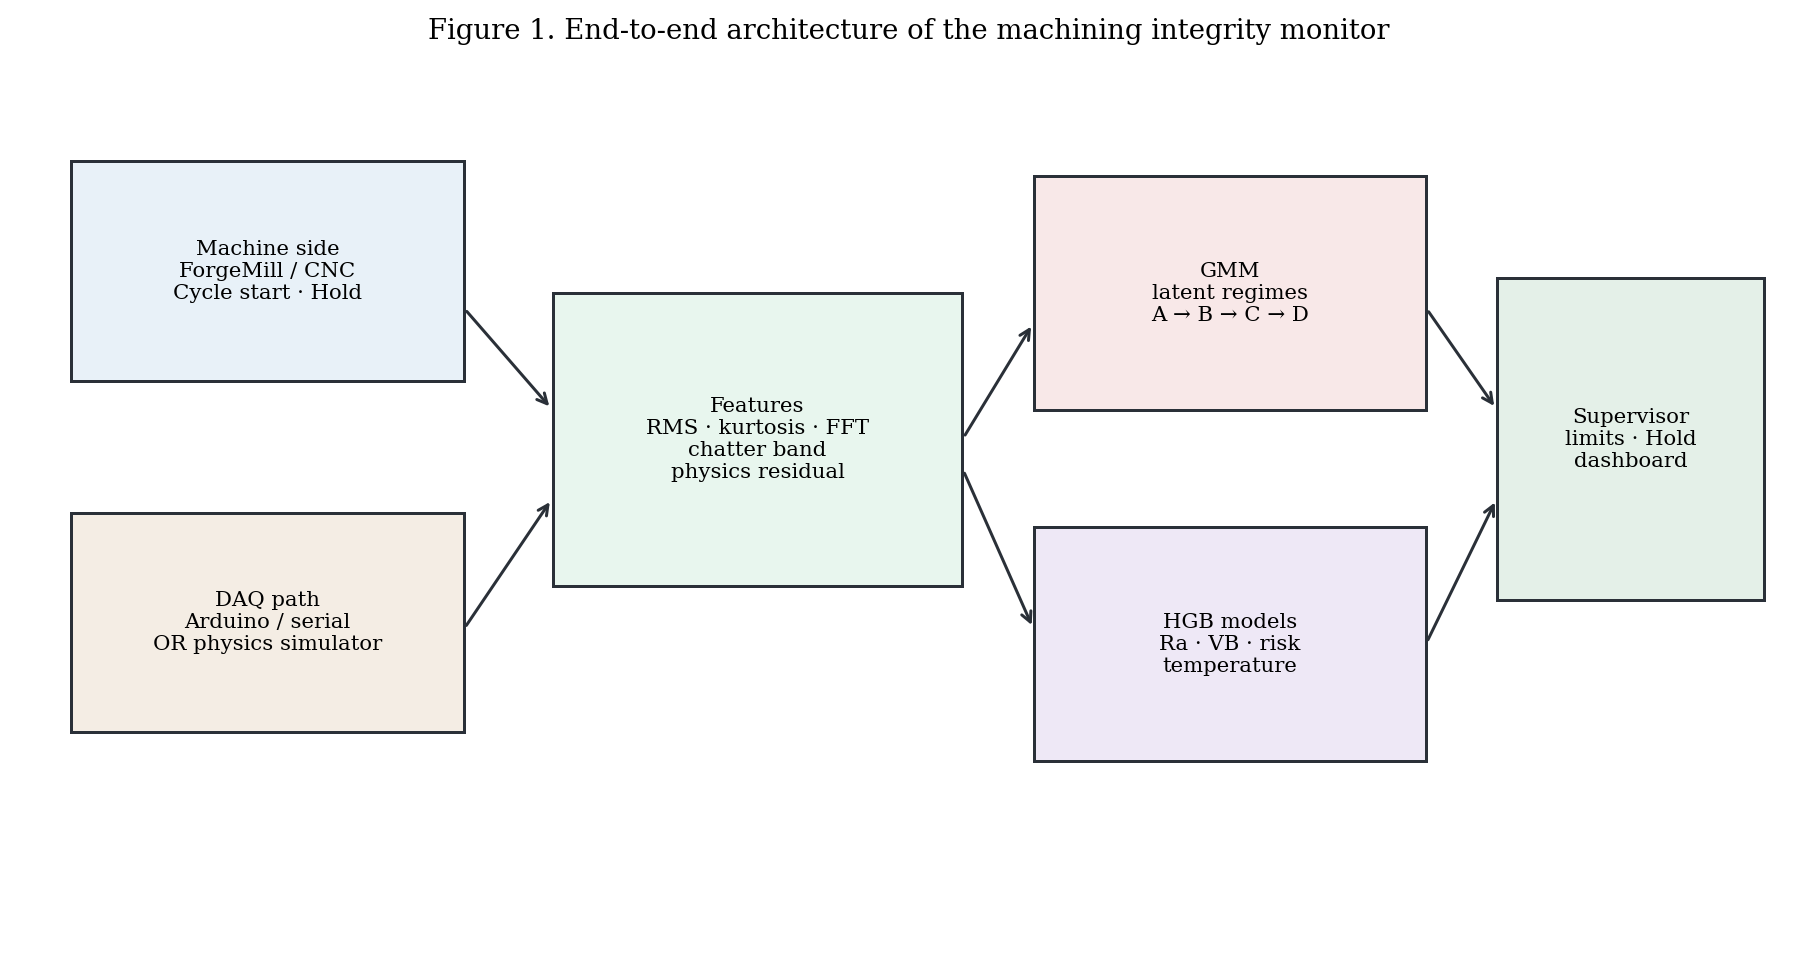 Figure 1. End-to-end architecture of the machining integrity monitor
Machine side
ForgeMill / CNC
Cycle start · Hold
DAQ path
Arduino / serial
OR physics simulator
Features
RMS · kurtosis · FFT
chatter band
physics residual
GMM
latent regimes
A → B → C → D
HGB models
Ra · VB · risk
temperature
Supervisor
limits · Hold
dashboard